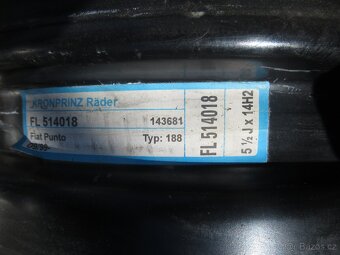 KRONPRINZ Räder
FL 514018 143681
Fiat Punto Typ: 188
FL 514018
5 ½ J x 14H2